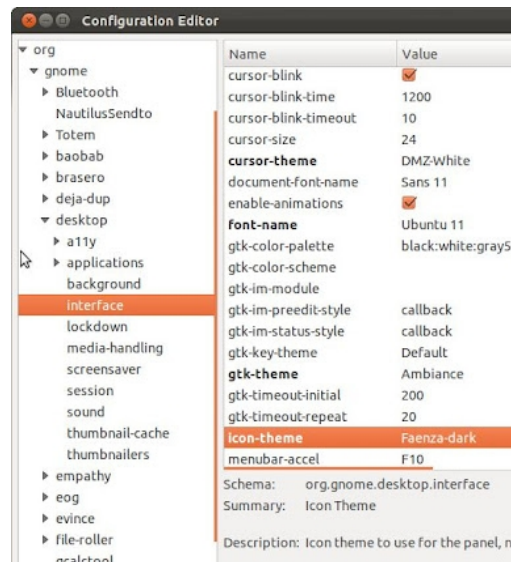 Configuration Editor
org
gnome
Bluetooth
NautilusSendto
Totem
baobab
brasero
deja-dup
desktop
a11y
applications
background
interface
lockdown
media-handling
screensaver
session
sound
thumbnail-cache
thumbnailers
empathy
eog
evince
file-roller
gcalctool
Name Value
cursor-blink
cursor-blink-time 1200
cursor-blink-timeout 10
cursor-size 24
cursor-theme DMZ-White
document-font-name Sans 11
enable-animations
font-name Ubuntu 11
gtk-color-palette black:white:gray5
gtk-color-scheme
gtk-im-module
gtk-im-preedit-style callback
gtk-im-status-style callback
gtk-key-theme Default
gtk-theme Ambiance
gtk-timeout-initial 200
gtk-timeout-repeat 20
icon-theme Faenza-dark
menubar-accel F10
Schema: org.gnome.desktop.interface
Summary: Icon Theme
Description: Icon theme to use for the panel, n